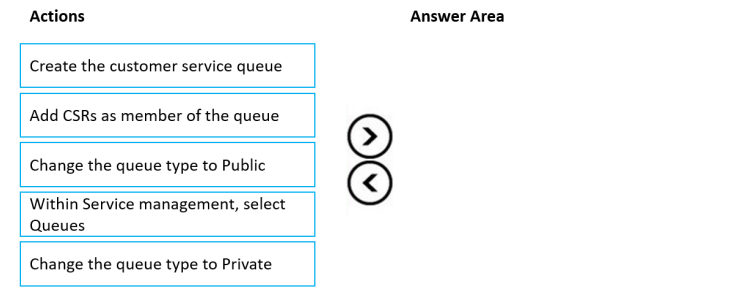 Actions
Answer Area
Create the customer service queue
Add CSRs as member of the queue
Change the queue type to Public
Within Service management, select
Queues
Change the queue type to Private